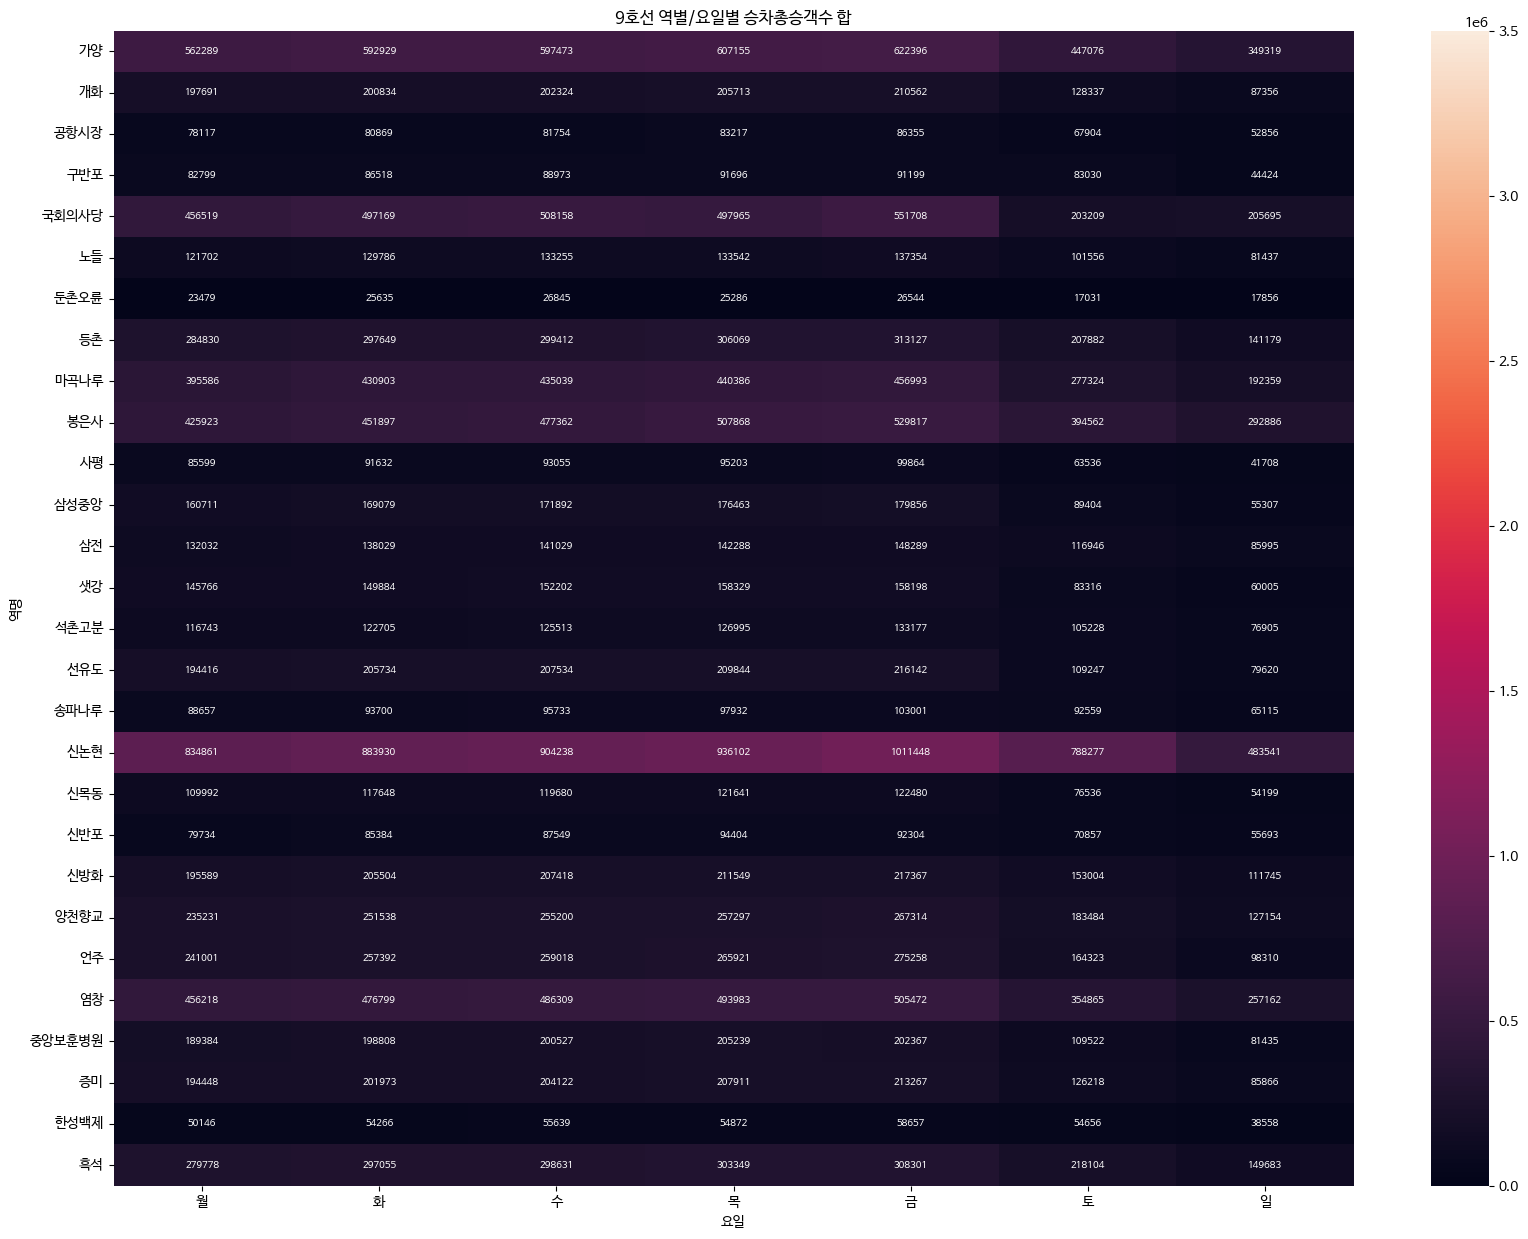 9호선 역별/요일별 승차총승객수 합
1e6
가양 562289 592929 597473 607155 622396 447076 349319
개화 197691 200834 202324 205713 210562 128337 87356
공항시장 78117 80869 81754 83217 86355 67904 52856
구반포 82799 86518 88973 91696 91199 83030 44424
국회의사당 456519 497169 508158 497965 551708 203209 205695
노들 121702 129786 133255 133542 137354 101556 81437
둔촌오륜 23479 25635 26845 25286 26544 17031 17856
등촌 284830 297649 299412 306069 313127 207882 141179
마곡나루 395586 430903 435039 440386 456993 277324 192359
봉은사 425923 451897 477362 507868 529817 394562 292886
사평 85599 91632 93055 95203 99864 63536 41708
삼성중앙 160711 169079 171892 176463 179856 89404 55307
삼전 132032 138029 141029 142288 148289 116946 85995
샛강 145766 149884 152202 158329 158198 83316 60005
석촌고분 116743 122705 125513 126995 133177 105228 76905
선유도 194416 205734 207534 209844 216142 109247 79620
송파나루 88657 93700 95733 97932 103001 92559 65115
신논현 834861 883930 904238 936102 1011448 788277 483541
신목동 109992 117648 119680 121641 122480 76536 54199
신반포 79734 85384 87549 94404 92304 70857 55693
신방화 195589 205504 207418 211549 217367 153004 111745
양천향교 235231 251538 255200 257297 267314 183484 127154
언주 241001 257392 259018 265921 275258 164323 98310
염창 456218 476799 486309 493983 505472 354865 257162
중앙보훈병원 189384 198808 200527 205239 202367 109522 81435
증미 194448 201973 204122 207911 213267 126218 85866
한성백제 50146 54266 55639 54872 58657 54656 38558
흑석 279778 297055 298631 303349 308301 218104 149683
월 화 수 목 금 토 일
요일
역명
3.5
3.0
2.5
2.0
1.5
1.0
0.5
0.0